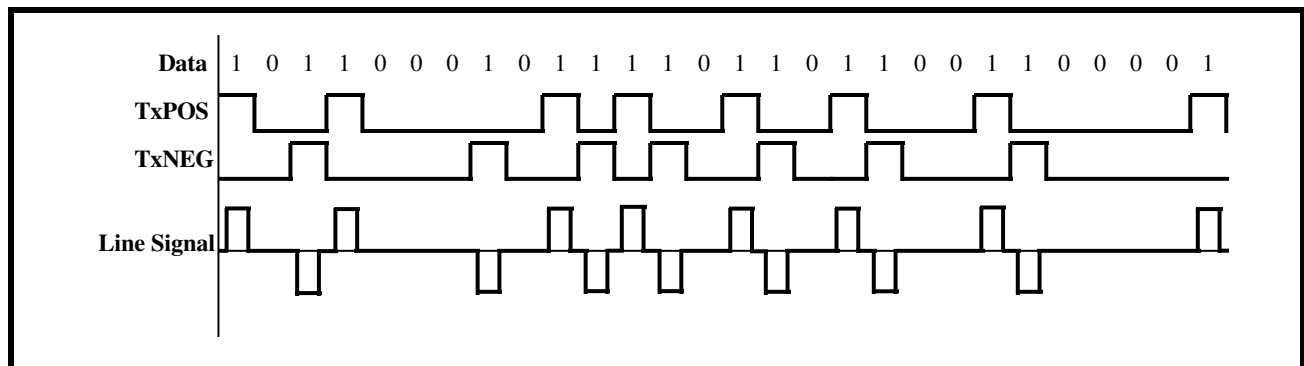 Data 1 0 1 1 0 0 0 1 0 1 1 1 1 0 1 1 0 1 1 0 0 1 1 0 0 0 0 1
TxPOS
TxNEG
Line Signal